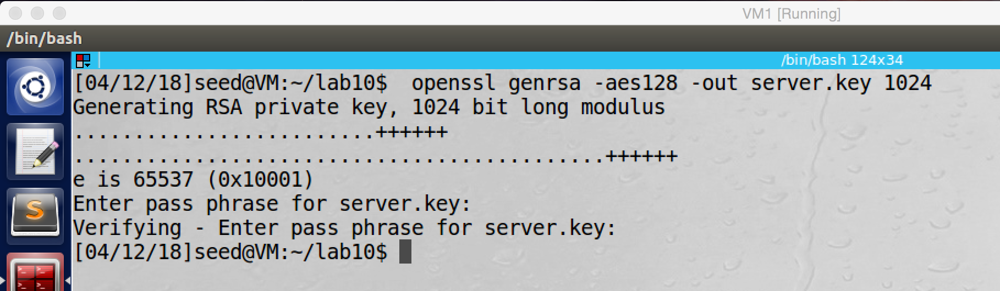 VM1 [Running]
/bin/bash
/bin/bash 124x34
[04/12/18]seed@VM:~/lab10$  openssl genrsa -aes128 -out server.key 1024
Generating RSA private key, 1024 bit long modulus
.........................++++++
............................................++++++
e is 65537 (0x10001)
Enter pass phrase for server.key:
Verifying - Enter pass phrase for server.key:
[04/12/18]seed@VM:~/lab10$